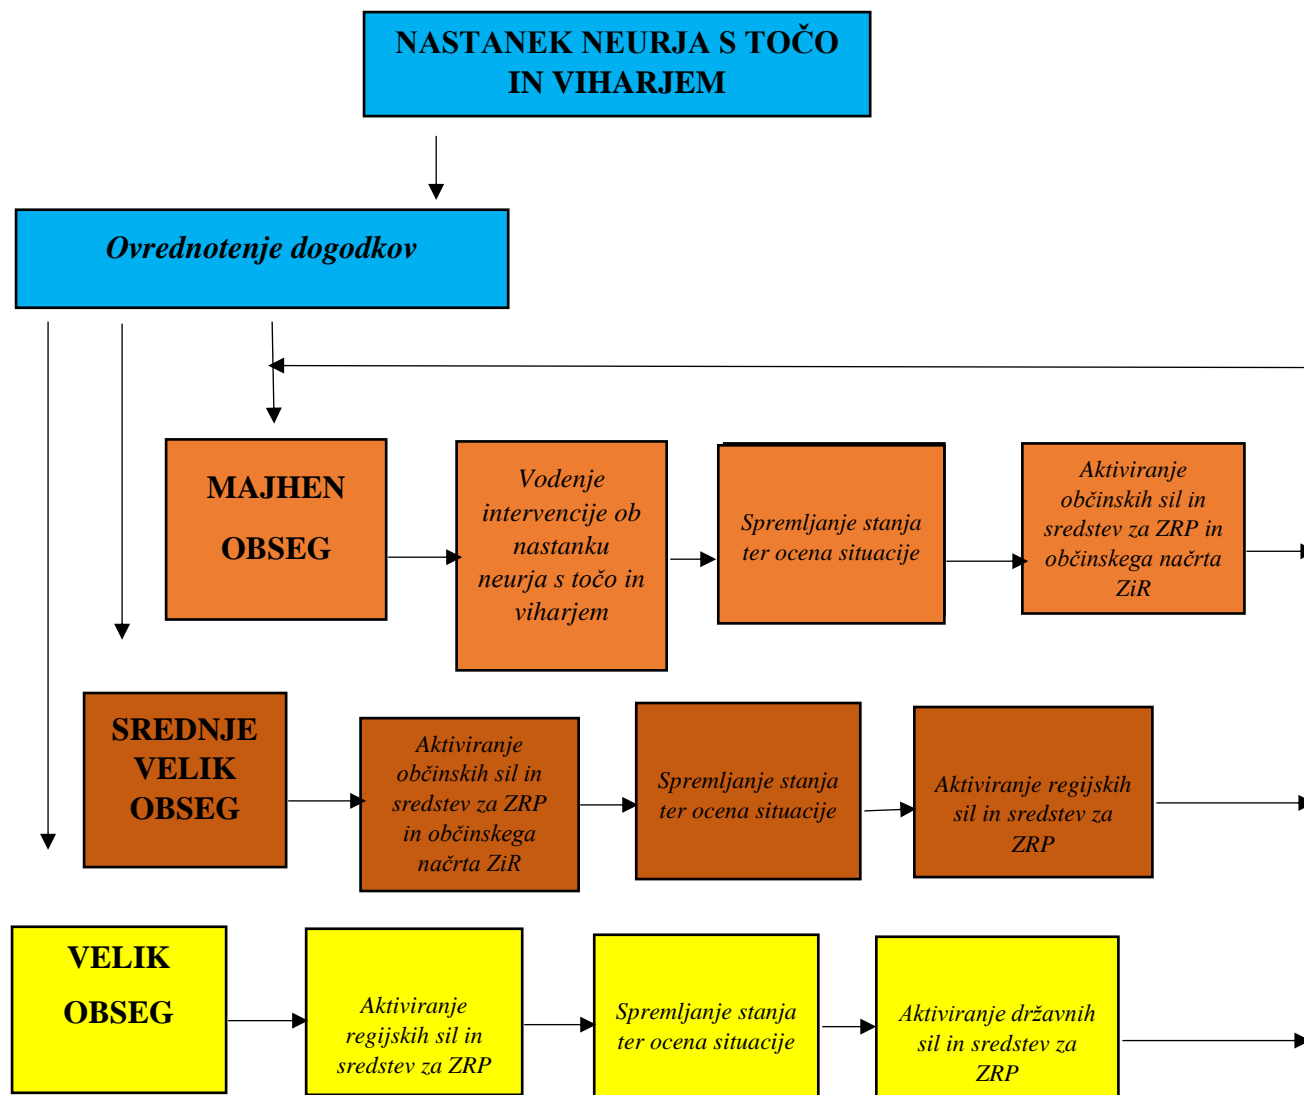 NASTANEK NEURJA S TOČO
IN VIHARJEM
Ovrednotenje dogodkov
MAJHEN
OBSEG
Vodenje
intervencije ob
nastanku
neurja s točo in
viharjem
Spremljanje stanja
ter ocena situacije
Aktiviranje
občinskih sil in
sredstev za ZRP in
občinskega načrta
ZiR
SREDNJE
VELIK
OBSEG
Aktiviranje
občinskih sil in
sredstev za ZRP
in občinskega
načrta ZiR
Spremljanje stanja
ter ocena situacije
Aktiviranje regijskih
sil in sredstev za
ZRP
VELIK
OBSEG
Aktiviranje
regijskih sil in
sredstev za ZRP
Spremljanje stanja
ter ocena situacije
Aktiviranje državnih
sil in sredstev za
ZRP